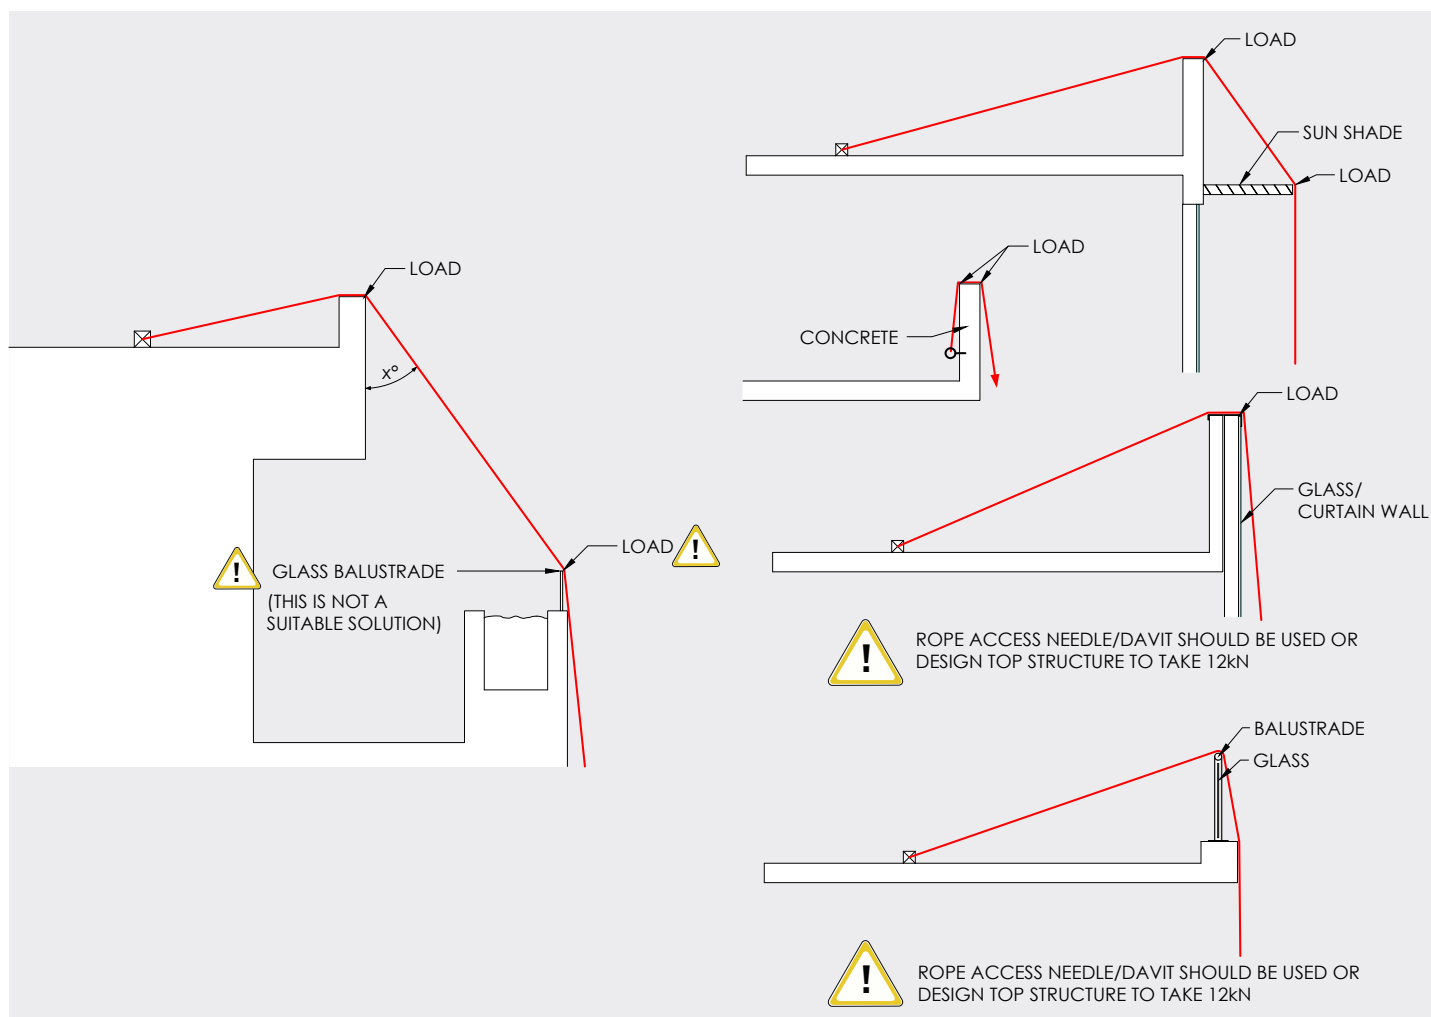 LOAD
x°
LOAD
GLASS BALUSTRADE
(THIS IS NOT A
SUITABLE SOLUTION)
LOAD
SUN SHADE
LOAD
LOAD
CONCRETE
LOAD
GLASS/
CURTAIN WALL
ROPE ACCESS NEEDLE/DAVIT SHOULD BE USED OR
DESIGN TOP STRUCTURE TO TAKE 12kN
BALUSTRADE
GLASS
ROPE ACCESS NEEDLE/DAVIT SHOULD BE USED OR
DESIGN TOP STRUCTURE TO TAKE 12kN